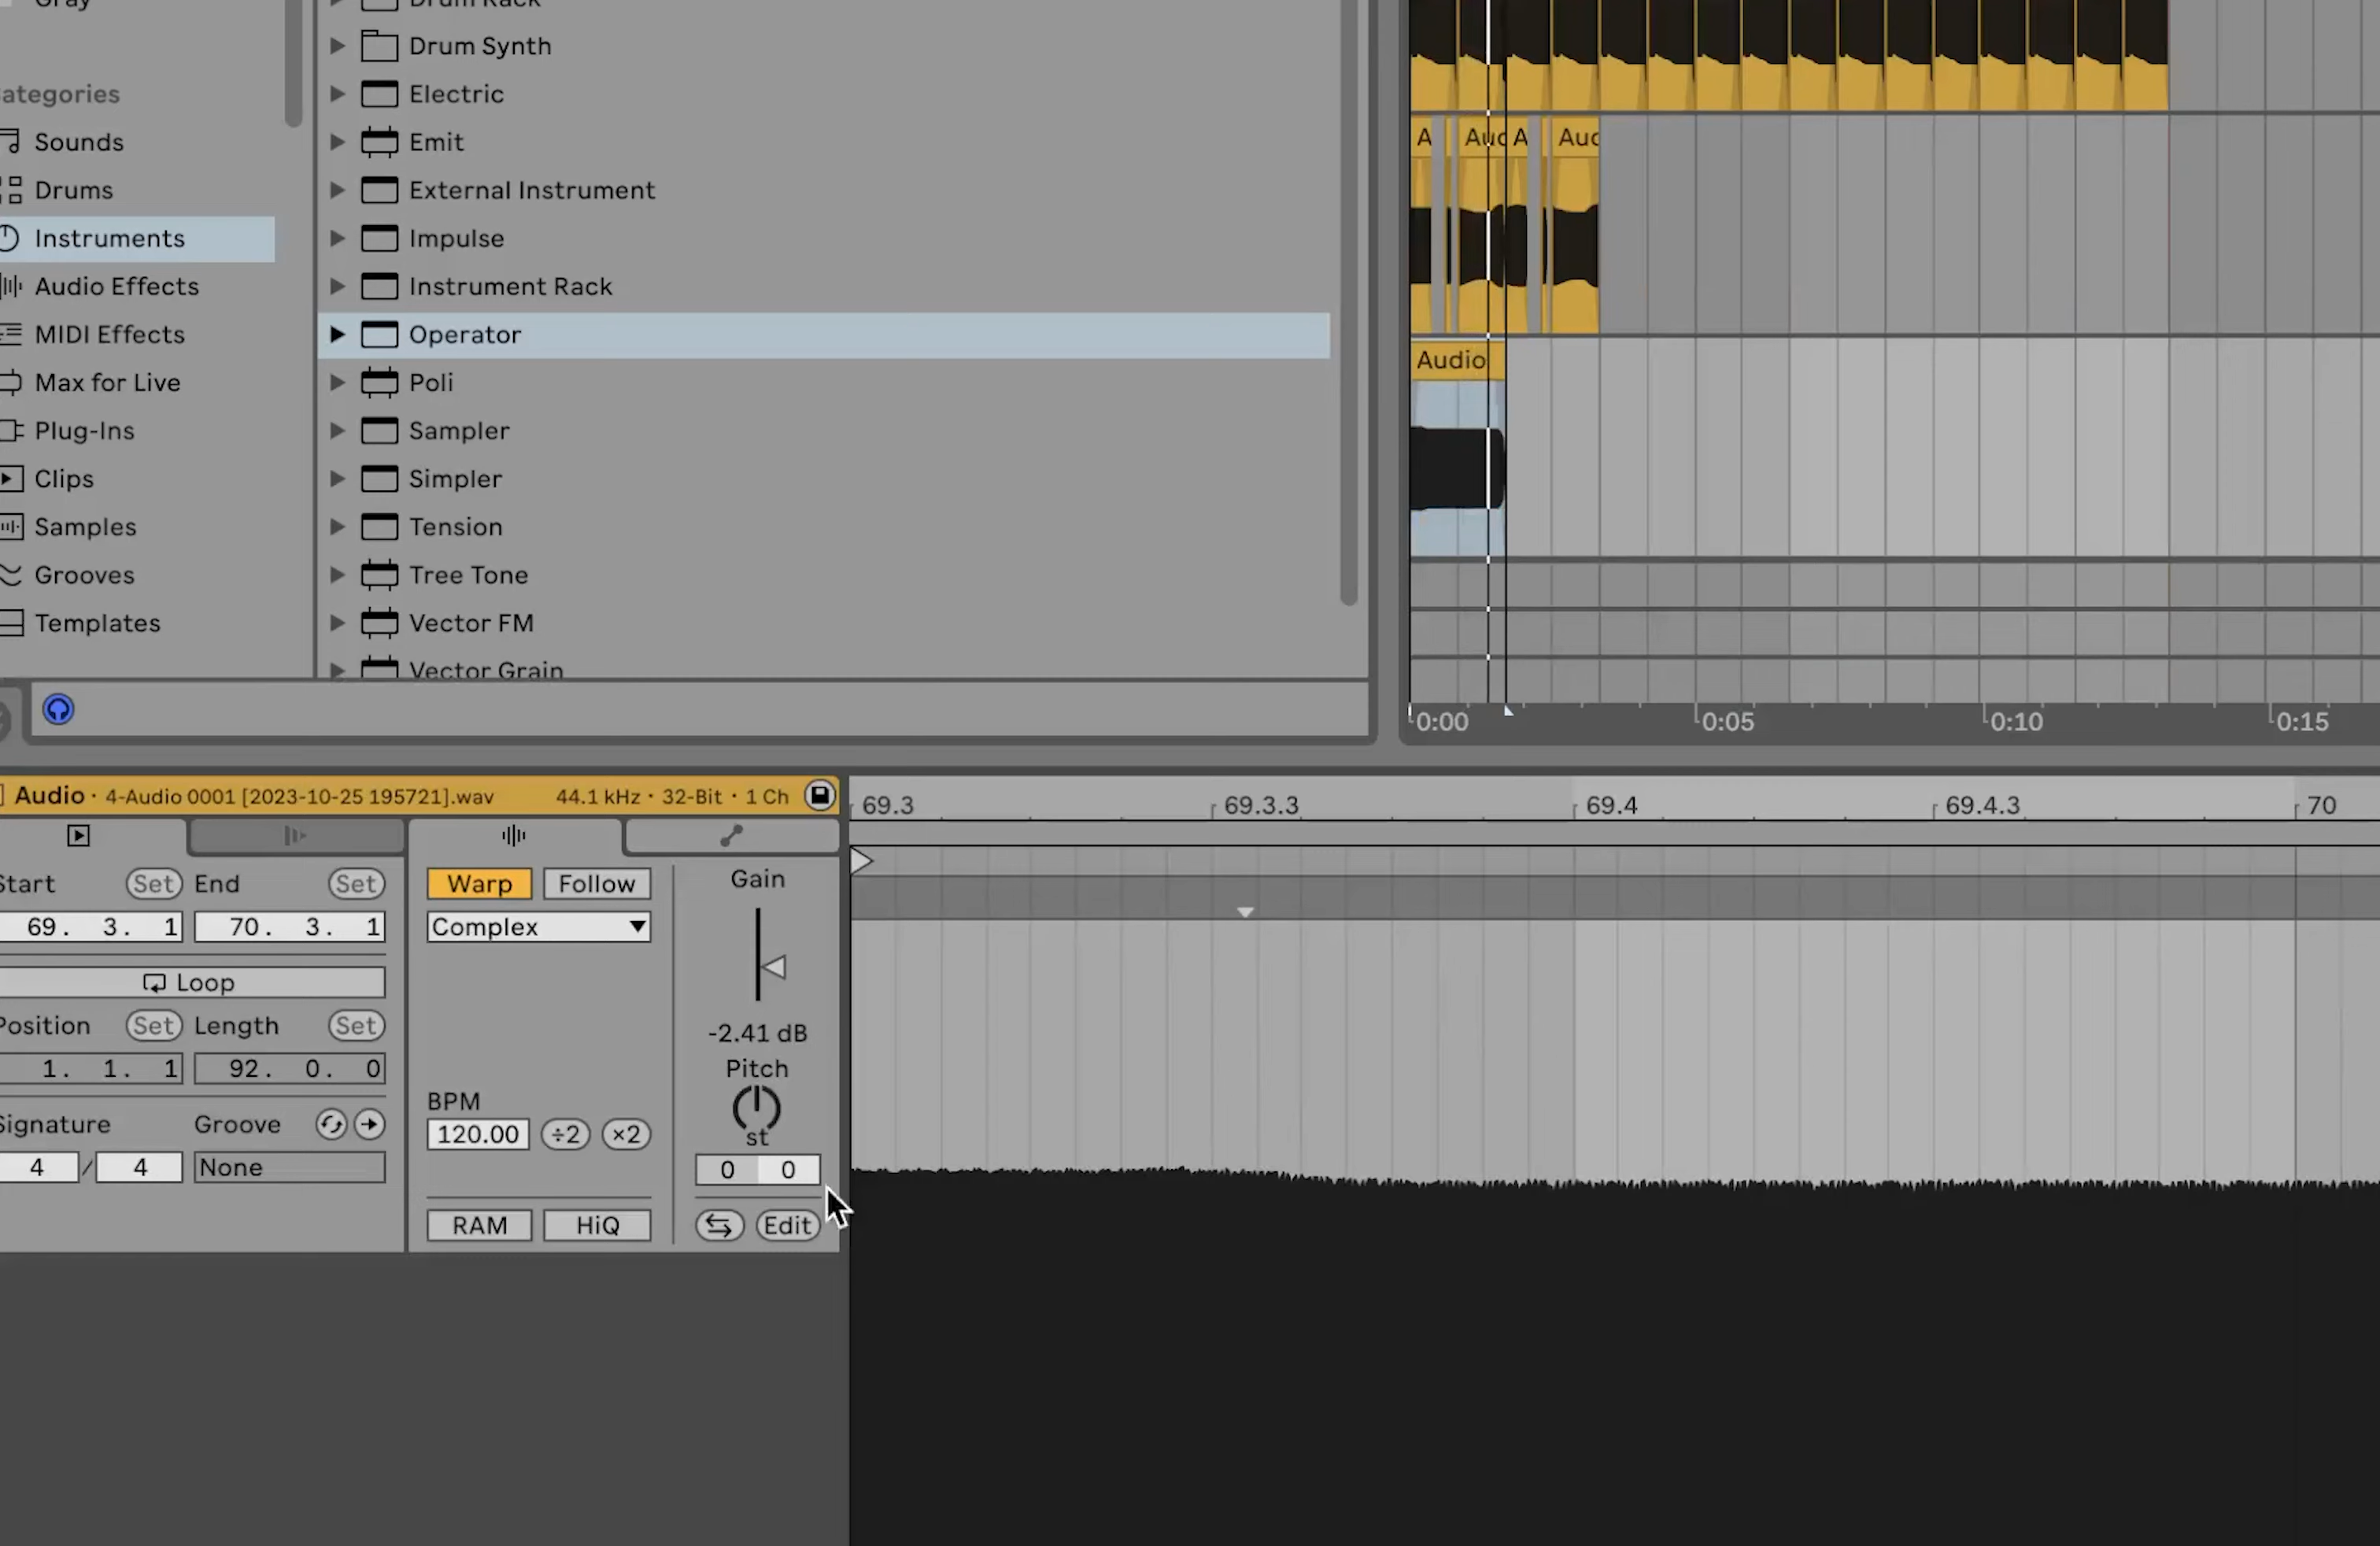 Gray
Categories
Sounds
Drums
Instruments
Audio Effects
MIDI Effects
Max for Live
Plug-Ins
Clips
Samples
Grooves
Templates
Drum Rack
Drum Synth
Electric
Emit
External Instrument
Impulse
Instrument Rack
Operator
Poli
Sampler
Simpler
Tension
Tree Tone
Vector FM
Vector Grain
A Auc A Auc
Audio
0:00 0:05 0:10 0:15
Audio · 4-Audio 0001 [2023-10-25 195721].wav 44.1 kHz · 32-Bit · 1 Ch
Start Set End Set
69. 3. 1 70. 3. 1
Loop
Position Set Length Set
1. 1. 1 92. 0. 0
Signature Groove
4 / 4 None
Warp Follow
Complex
BPM
120.00 ÷2 ×2
RAM HiQ
Gain
-2.41 dB
Pitch
st
0 0
Edit
69.3 69.3.3 69.4 69.4.3 70